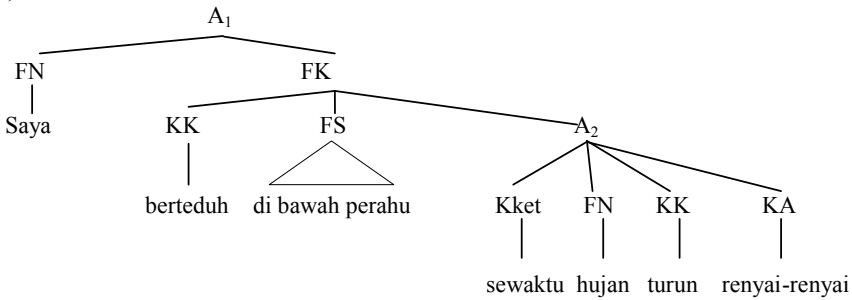 A₁
FN FK
Saya KK FS A₂
berteduh di bawah perahu Kket FN KK KA
sewaktu hujan turun renyai-renyai